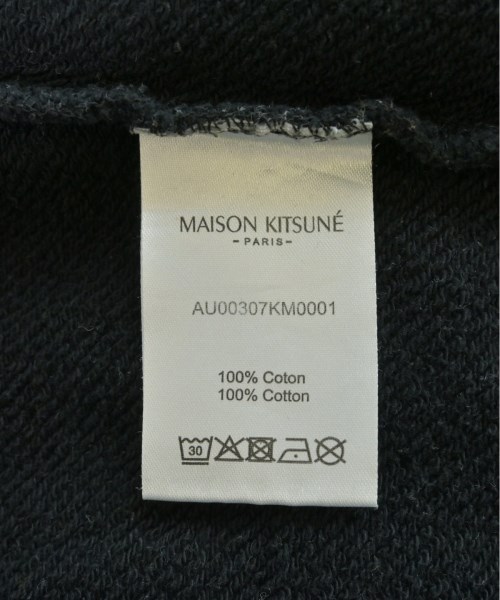 MAISON KITSUNÉ
- PARIS -
AU00307KM0001
100% Coton
100% Cotton
30